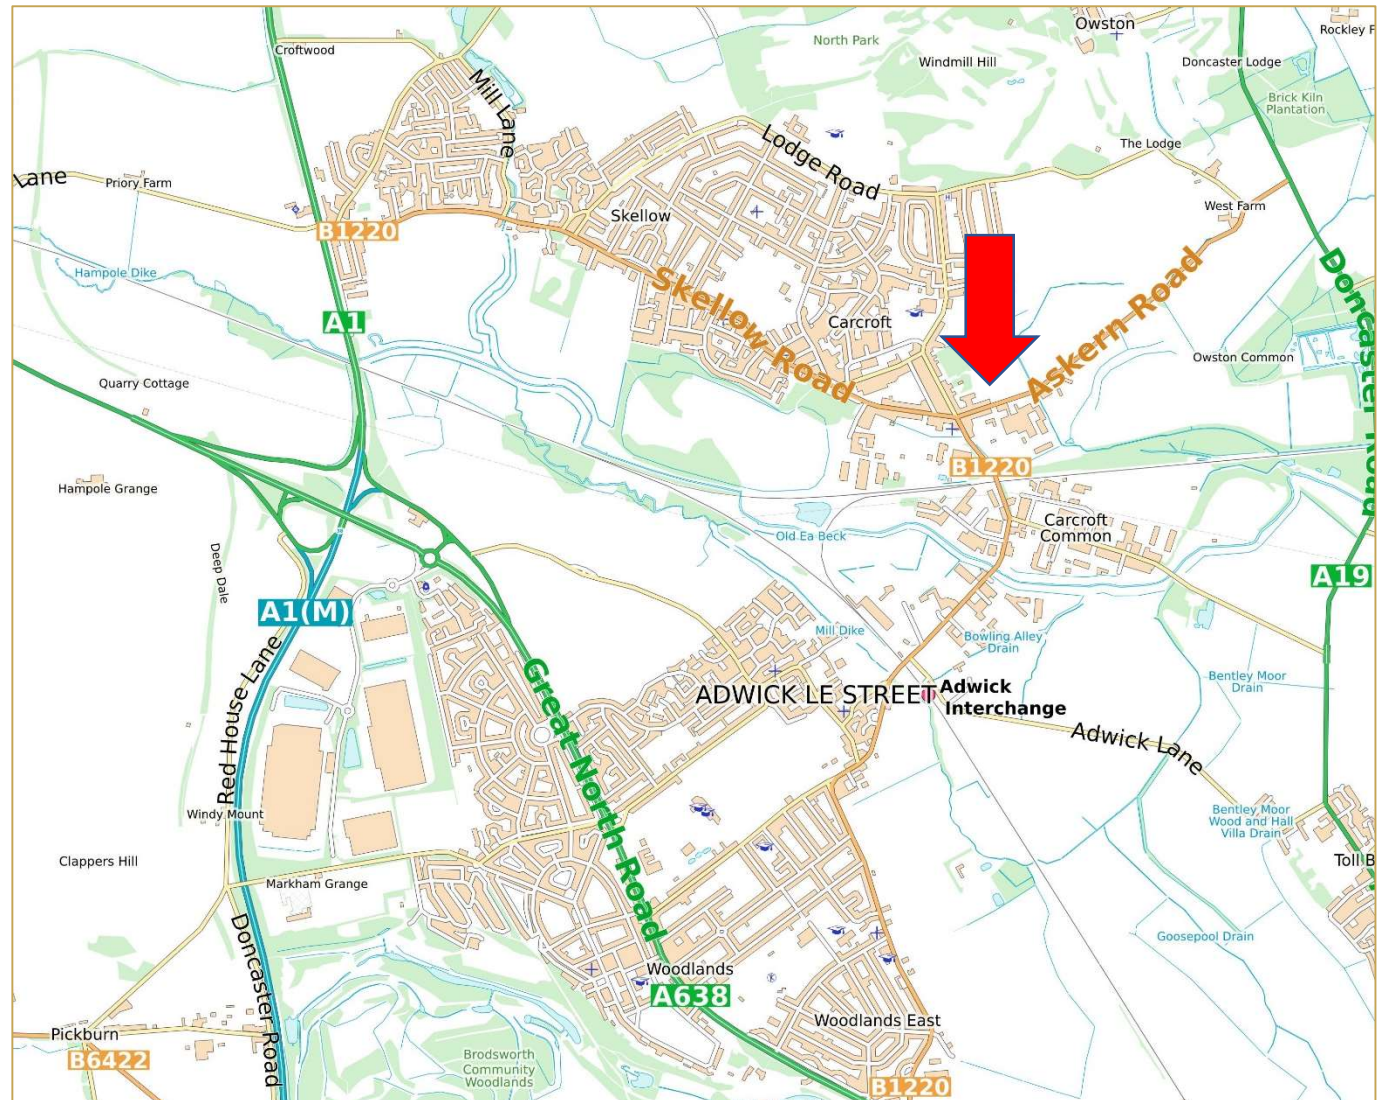 Owston
Rockley F
Croftwood
North Park
Windmill Hill
Doncaster Lodge
Mill Lane
Brick Kiln
Plantation
Lodge Road
The Lodge
Lane
Priory Farm
West Farm
Skellow
B1220
Hampole Dike
Skellow Road
Askern Road
Doncaster Road
A1
Carcroft
Owston Common
Quarry Cottage
B1220
Hampole Grange
Carcroft
Common
Old Ea Beck
Deep Dale
A19
A1(M)
Mill Dike
Bowling Alley
Drain
Red House Lane
Great North Road
ADWICK LE STREET
Adwick
Interchange
Bentley Moor
Drain
Adwick Lane
Windy Mount
Bentley Moor
Wood and Hall
Villa Drain
Clappers Hill
Toll B
Markham Grange
Doncaster Road
Goosepool Drain
Woodlands
A638
Woodlands East
Pickburn
B6422
Brodsworth
Community
Woodlands
B1220